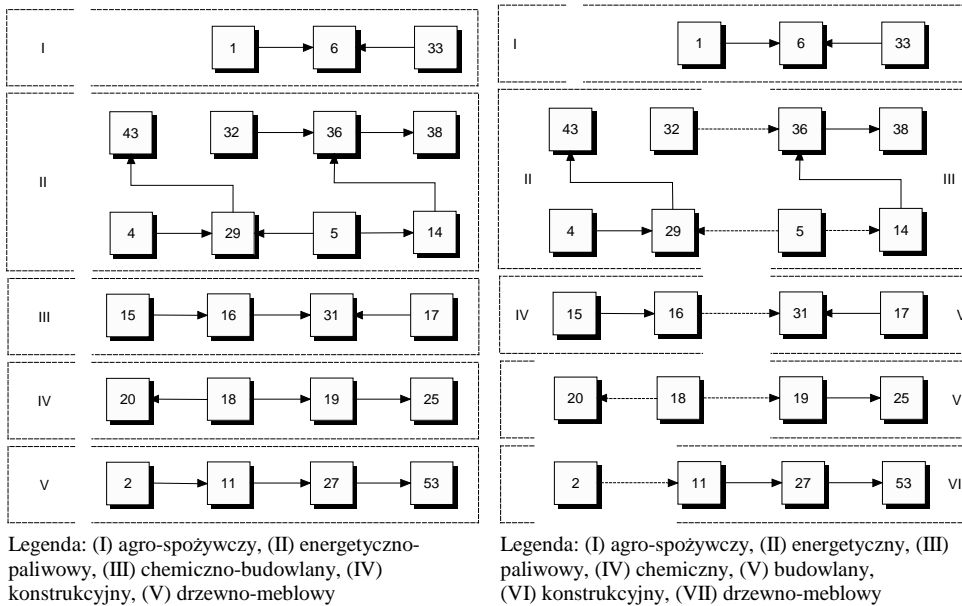 I 1 6 33
43 32 36 38
II
4 29 5 14
III 15 16 31 17
IV 20 18 19 25
V 2 11 27 53
Legenda: (I) agro-spożywczy, (II) energetyczno-
paliwowy, (III) chemiczno-budowlany, (IV)
konstrukcyjny, (V) drzewno-meblowy
I 1 6 33
43 32 36 38
II III
4 29 5 14
IV 15 16 31 17 V
20 18 19 25 V
2 11 27 53 VI
Legenda: (I) agro-spożywczy, (II) energetyczny, (III)
paliwowy, (IV) chemiczny, (V) budowlany,
(VI) konstrukcyjny, (VII) drzewno-meblowy